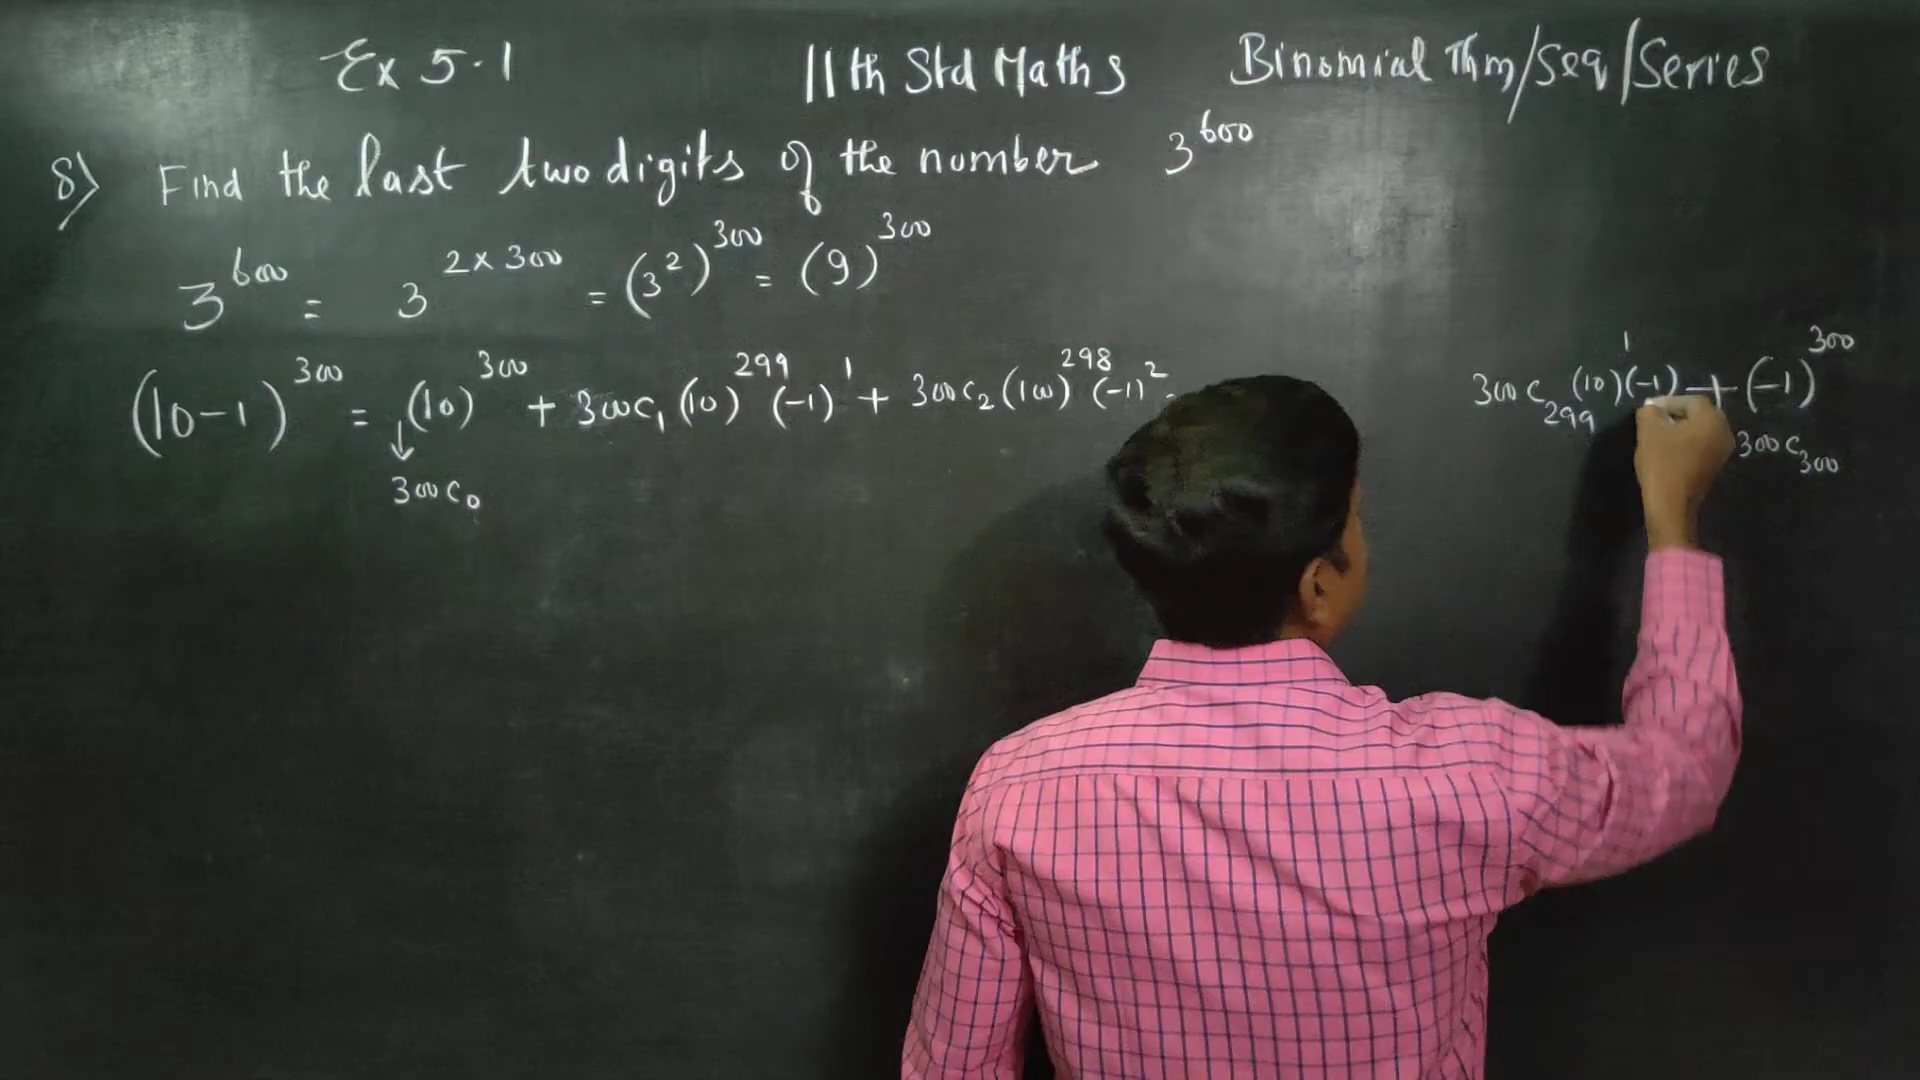 Ex 5.1 11th Std Maths Binomial Thm/Seq/Series
8) Find the last two digits of the number 3^600
3^600 = 3^(2×300) = (3^2)^300 = (9)^300
(10-1)^300 = (10)^300 + 300C₁(10)^299 (-1)^1 + 300C₂(10)^298 (-1)^2 - 300C₂₉₉(10)^1(-1) + (-1)^300
300C₀ 300C₃₀₀